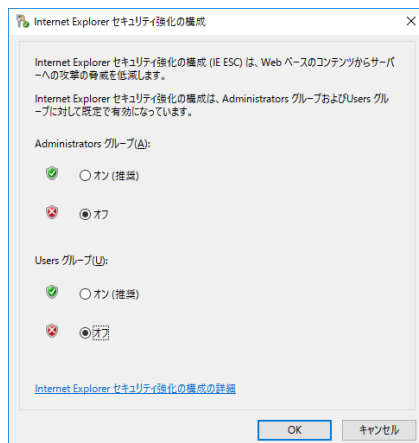 Internet Explorer セキュリティ強化の構成
Internet Explorer セキュリティ強化の構成 (IE ESC) は、Web ベースのコンテンツからサーバ
ーへの攻撃の脅威を低減します。
Internet Explorer セキュリティ強化の構成は、Administrators グループおよびUsers グル
ープに対して既定で有効になっています。
Administrators グループ(A):
オン (推奨)
オフ
Users グループ(U):
オン (推奨)
オフ
Internet Explorer セキュリティ強化の構成の詳細
OK キャンセル